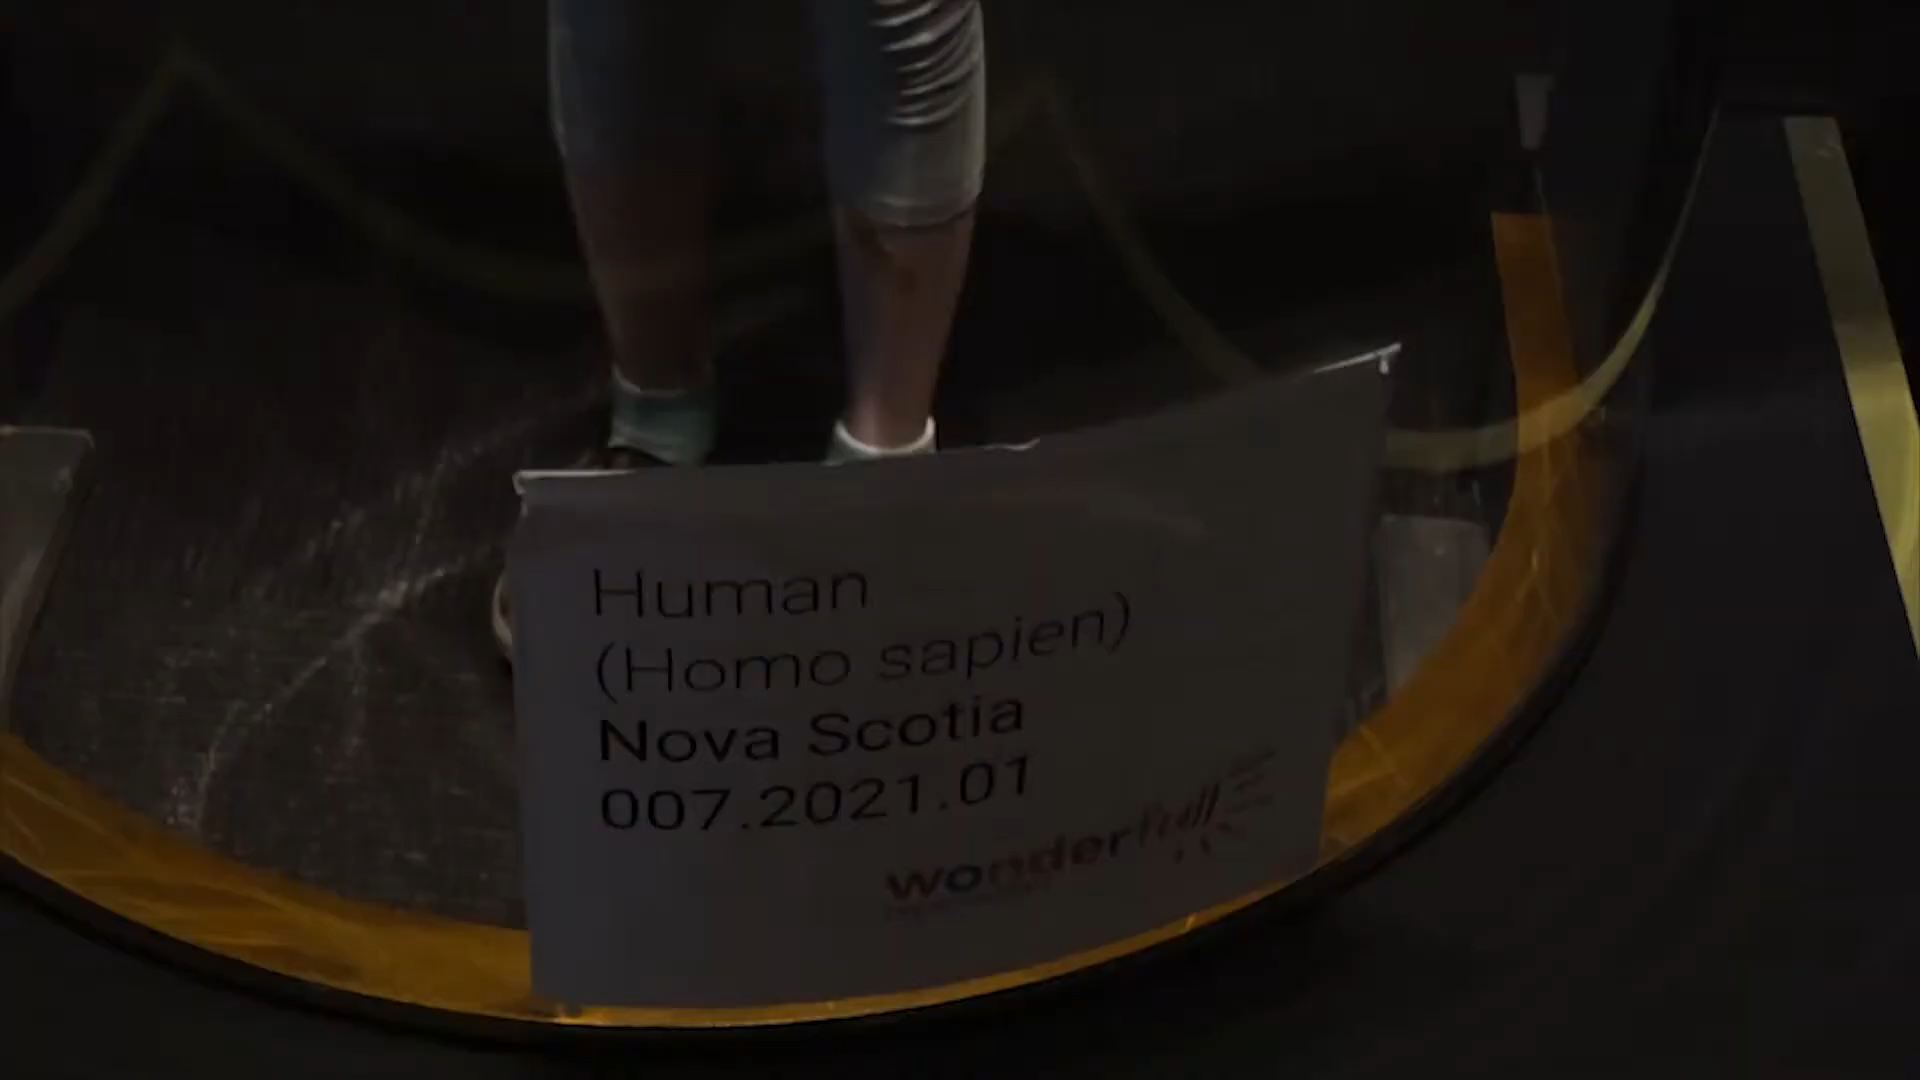 Human
(Homo sapien)
Nova Scotia
007.2021.01
wonderfull